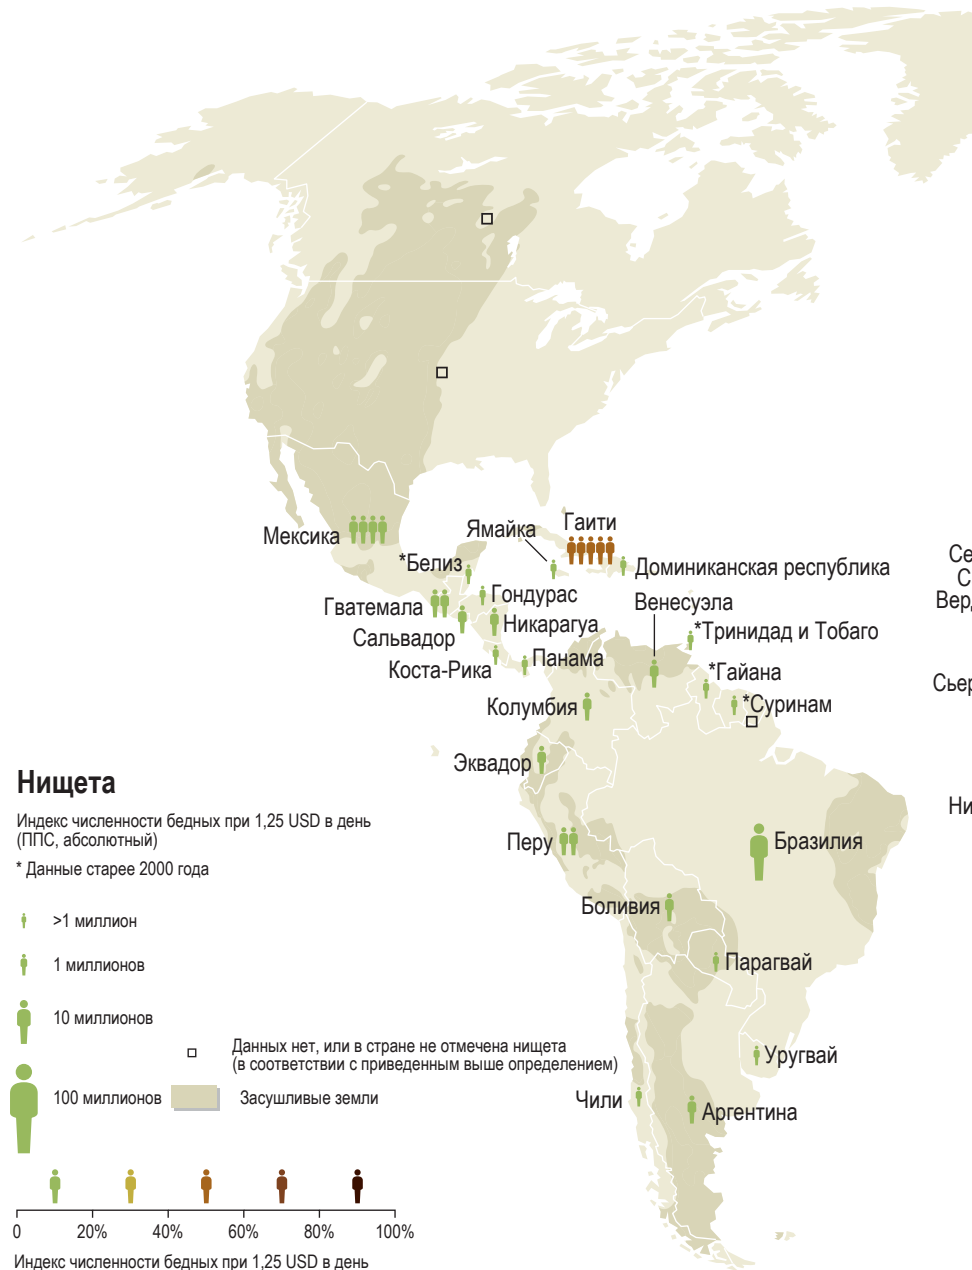 Мексика
Ямайка
Гаити
*Белиз
Доминиканская республика
Гватемала
Гондурас
Венесуэла
Сальвадор
Никарагуа
*Тринидад и Тобаго
Коста-Рика
Панама
*Гайана
Колумбия
*Суринам
Эквадор
Перу
Бразилия
Боливия
Парагвай
Уругвай
Чили
Аргентина
Се
С
Верд
Сьер
Ни
Нищета
Индекс численности бедных при 1,25 USD в день
(ППС, абсолютный)
* Данные старее 2000 года
>1 миллион
1 миллионов
10 миллионов
100 миллионов
Данных нет, или в стране не отмечена нищета
(в соответствии с приведенным выше определением)
Засушливые земли
0 20% 40% 60% 80% 100%
Индекс численности бедных при 1,25 USD в день